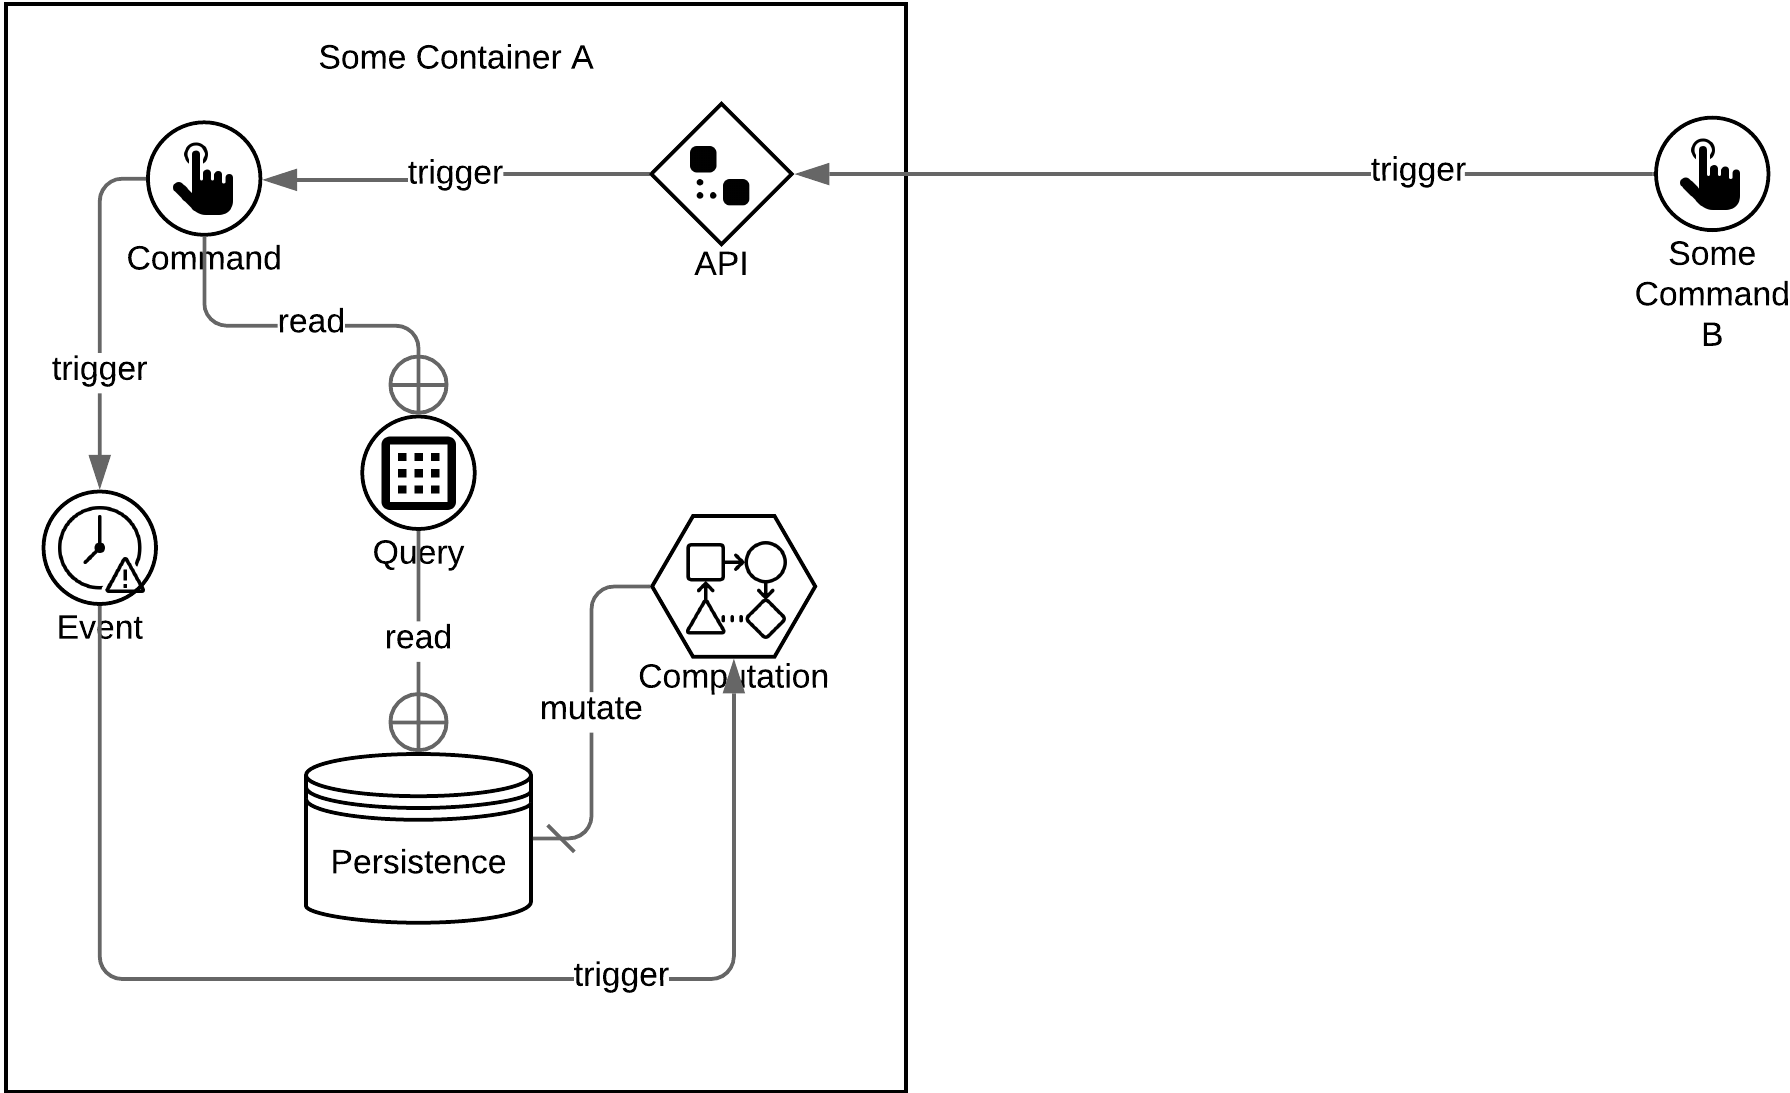 Some Container A
trigger
trigger
Command
API
Some
Command
B
read
trigger
Query
Event
read
Computation
mutate
Persistence
trigger